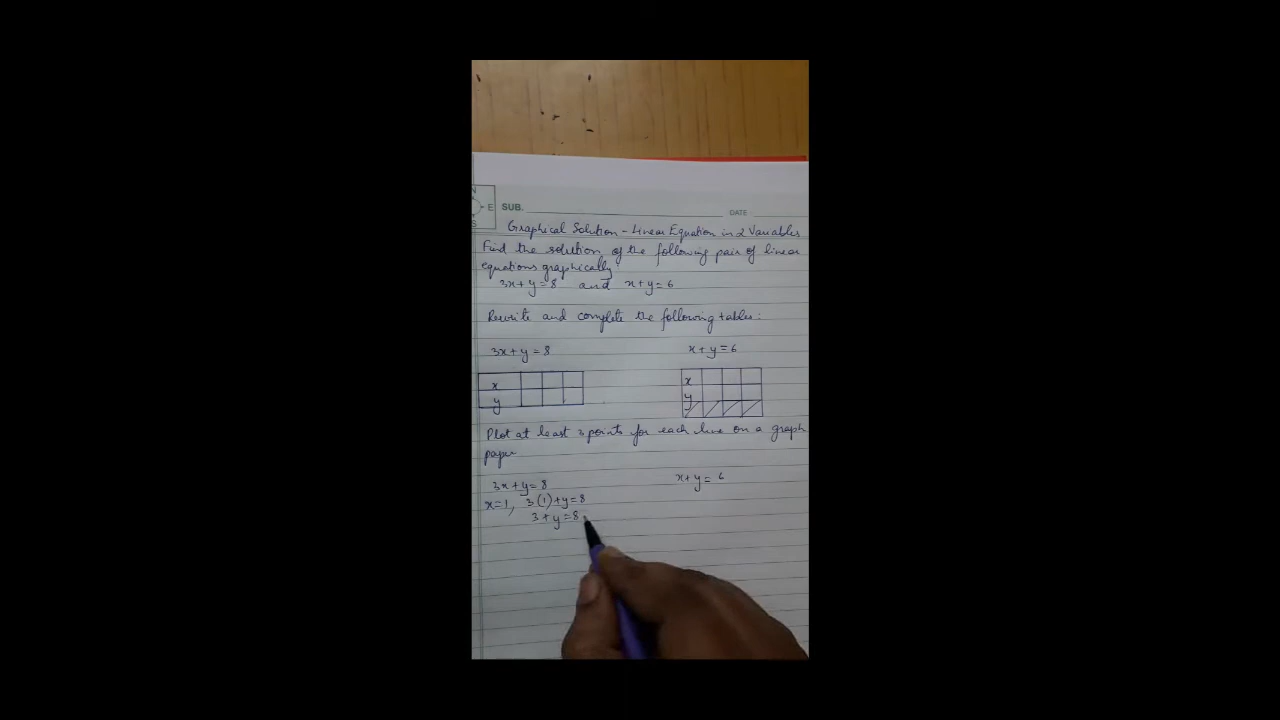 N
E
S
SUB.
DATE
Graphical Solution - Linear Equation in 2 Variables
Find the solution of the following pair of linear
equations graphically:
3x+y=8 and x+y=6
Rewrite and complete the following tables:
3x+y=8 x+y=6
x x
y y
Plot at least 3 points for each line on a graph
paper
3x+y=8 x+y=6
x=1, 3(1)+y=8
3+y=8